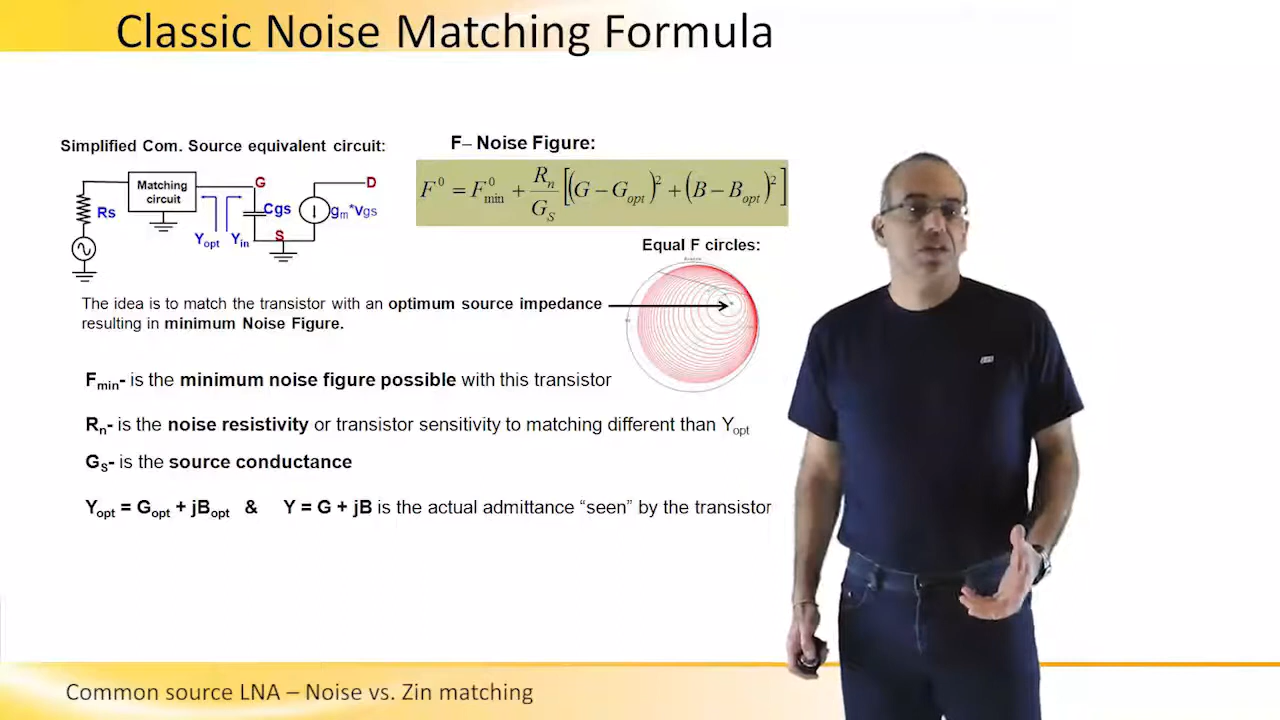 Classic Noise Matching Formula
Simplified Com. Source equivalent circuit:
F– Noise Figure:
Matching
circuit
G
D
Rs
Cgs
gm*Vgs
Yopt
Yin
S
F⁰ = F⁰min + Rn/GS [(G – Gopt)² + (B – Bopt)²]
Equal F circles:
The idea is to match the transistor with an optimum source impedance
resulting in minimum Noise Figure.
Fmin- is the minimum noise figure possible with this transistor
Rn- is the noise resistivity or transistor sensitivity to matching different than Yopt
GS- is the source conductance
Yopt = Gopt + jBopt & Y = G + jB is the actual admittance “seen” by the transistor
Common source LNA – Noise vs. Zin matching